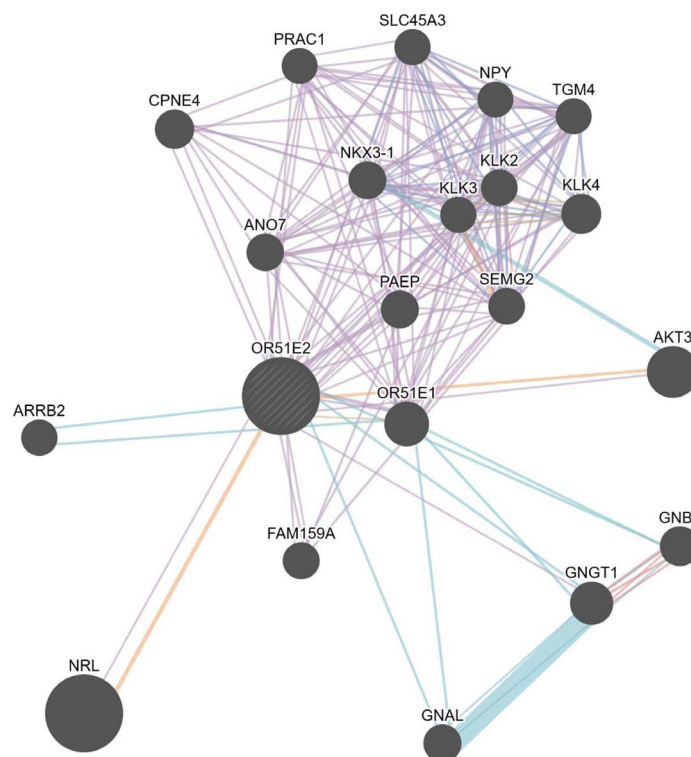 SLC45A3
PRAC1
NPY
TGM4
CPNE4
NKX3-1
KLK2
KLK3
KLK4
ANO7
PAEP
SEMG2
OR51E2
AKT3
OR51E1
ARRB2
GNB
FAM159A
GNGT1
NRL
GNAL